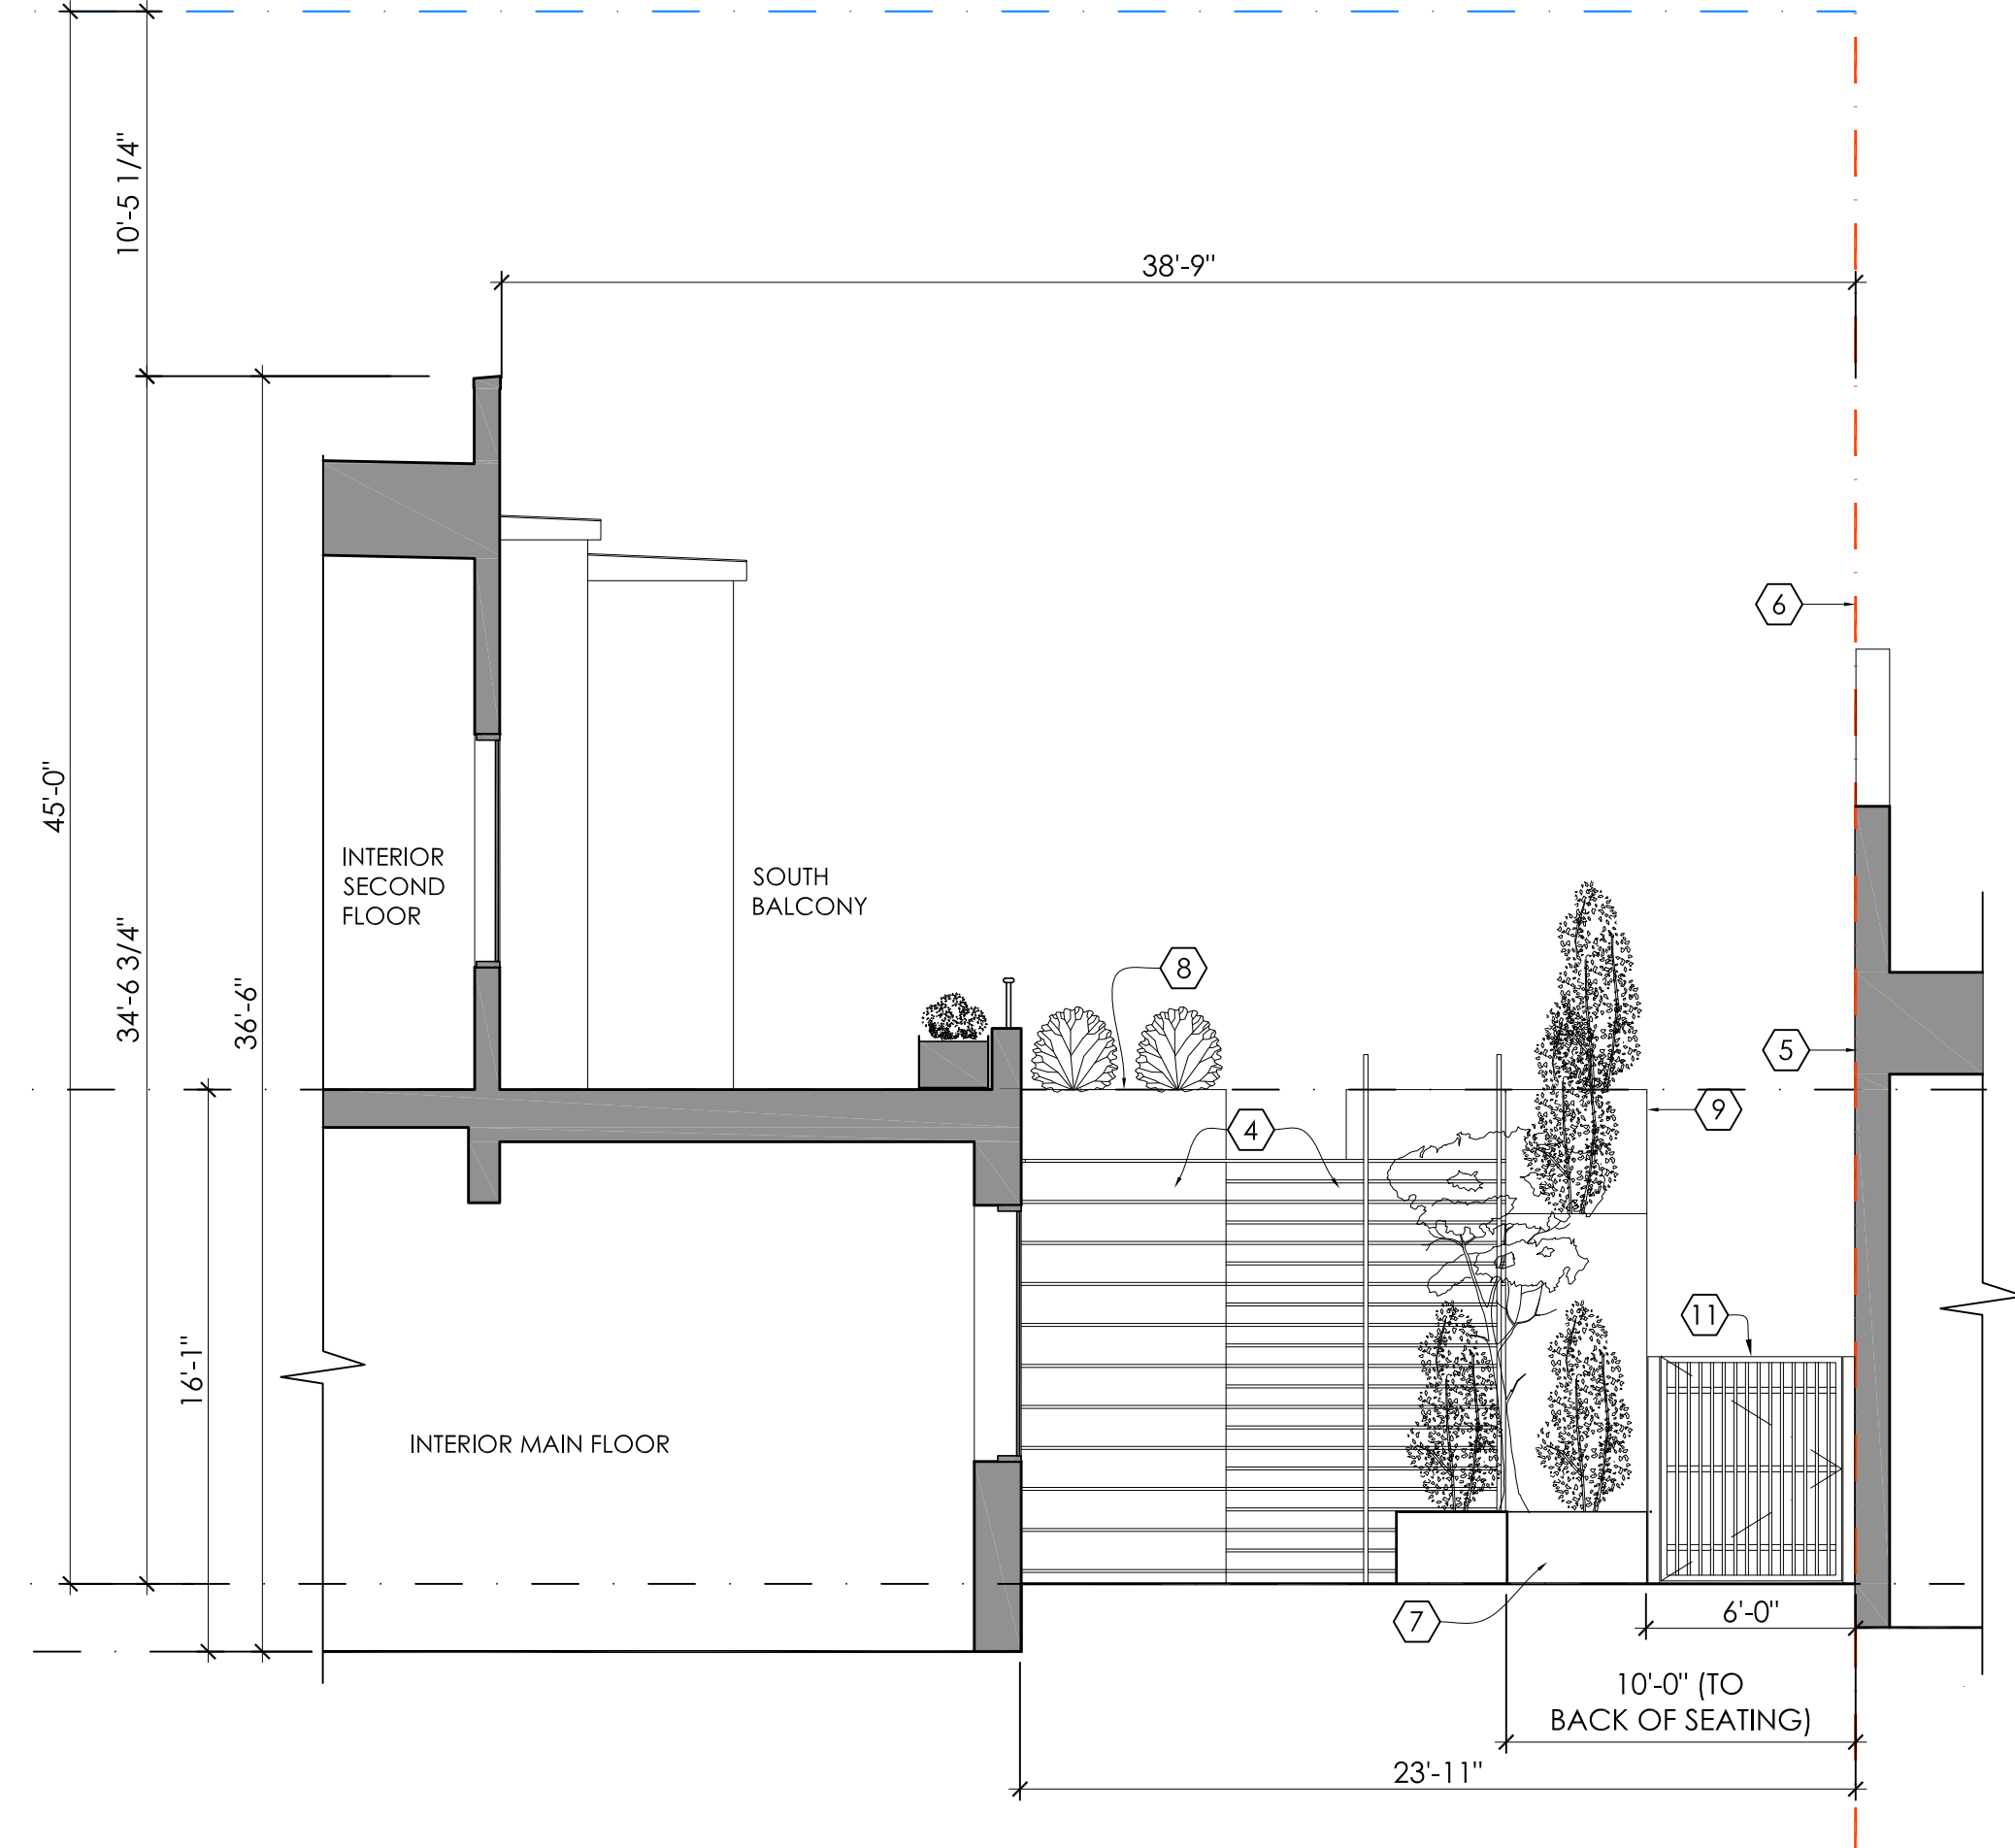 10'-5 1/4"
38'-9"
6
45'-0"
INTERIOR
SECOND
FLOOR
SOUTH
BALCONY
34'-6 3/4"
36'-6"
8
5
9
4
11
16'-1"
INTERIOR MAIN FLOOR
7
6'-0"
10'-0" (TO
BACK OF SEATING)
23'-11"